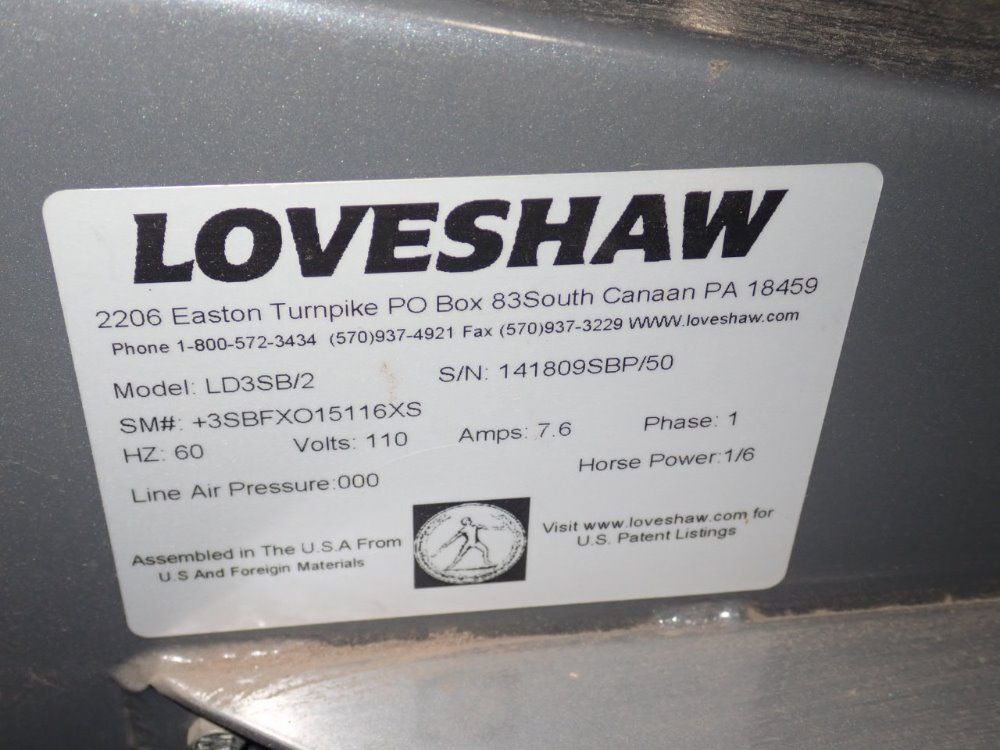 LOVESHAW
2206 Easton Turnpike PO Box 83South Canaan PA 18459
Phone 1-800-572-3434 (570)937-4921 Fax (570)937-3229 WWW.loveshaw.com
Model: LD3SB/2 S/N: 141809SBP/50
SM#: +3SBFXO15116XS
HZ: 60 Volts: 110 Amps: 7.6 Phase: 1
Line Air Pressure:000 Horse Power:1/6
Assembled in The U.S.A From
U.S And Foreigin Materials
Visit www.loveshaw.com for
U.S. Patent Listings